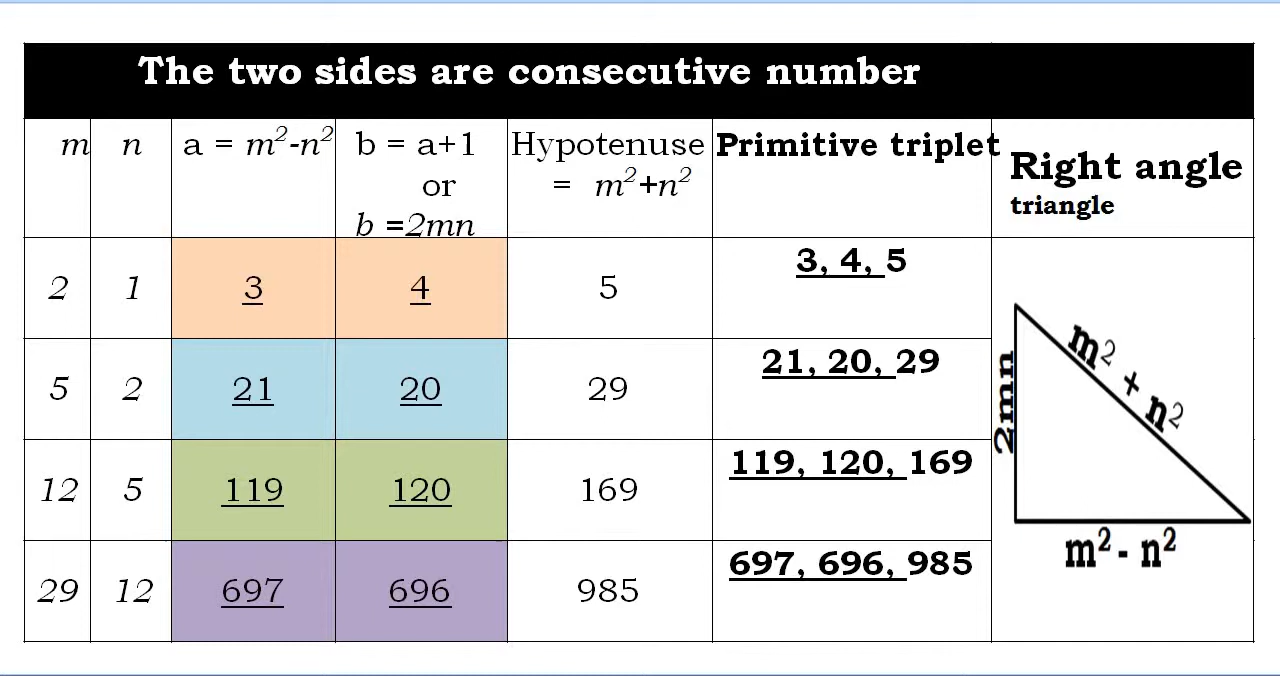 The two sides are consecutive number
m n a = m²-n² b = a+1 Hypotenuse Primitive triplet Right angle
or = m²+n² triangle
b =2mn
2 1 3 4 5 3, 4, 5
5 2 21 20 29 21, 20, 29
12 5 119 120 169 119, 120, 169
29 12 697 696 985 697, 696, 985
2mn
m² + n²
m² - n²